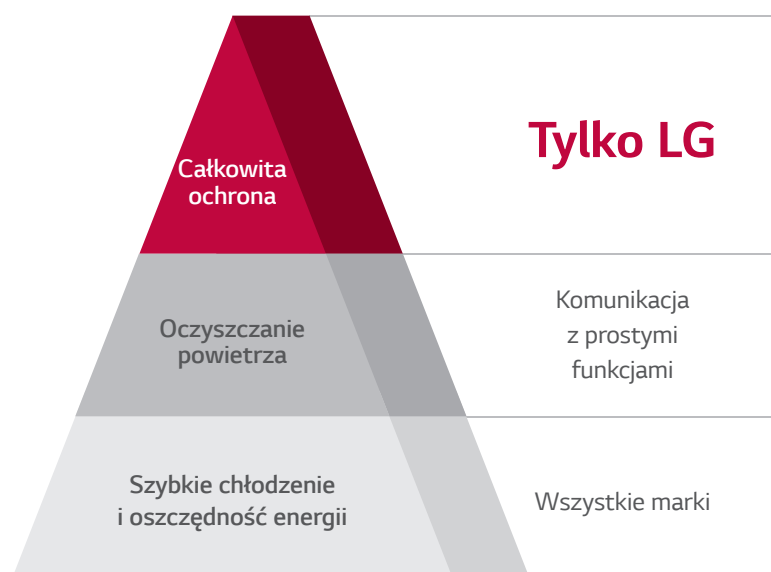 Całkowita
ochrona
Tylko LG
Oczyszczanie
powietrza
Komunikacja
z prostymi
funkcjami
Szybkie chłodzenie
i oszczędność energii
Wszystkie marki